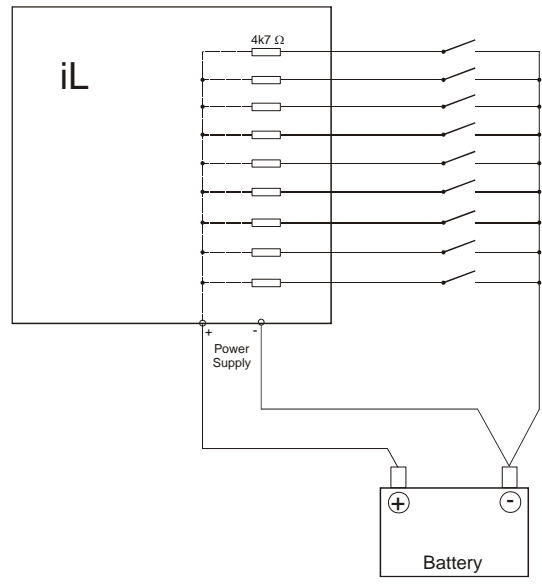 4k7 Ω
iL
+
-
Power
Supply
+
-
Battery